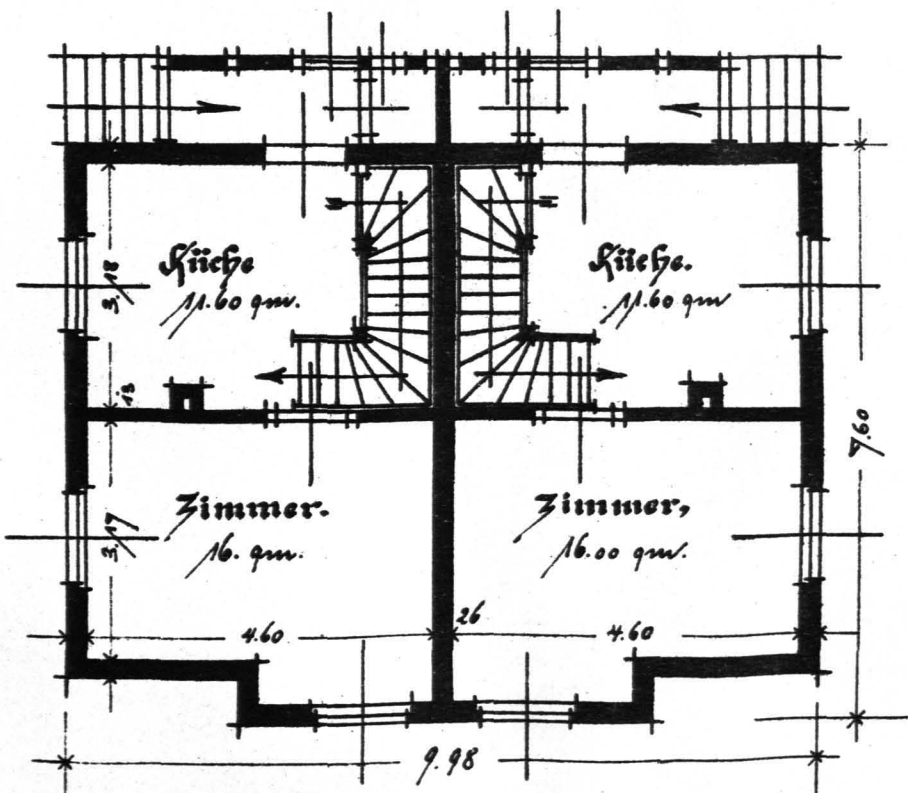 Küche
11.60 qm.
Küche.
11.60 qm
3,18
13
7.60
Zimmer.
16. qm.
Zimmer,
16.00 qm.
3,17
4.60
26
4.60
9.98